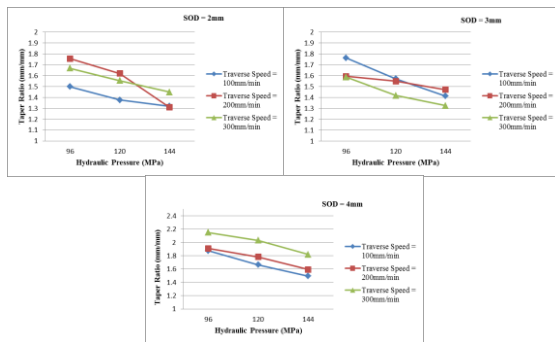 SOD = 2mm
Taper Ratio (mm/mm)
2
1.9
1.8
1.7
1.6
1.5
1.4
1.3
1.2
1.1
1
96 120 144
Hydraulic Pressure (MPa)
Traverse Speed =
100mm/min
Traverse Speed =
200mm/min
Traverse Speed =
300mm/min
SOD = 3mm
Taper Ratio (mm/mm)
2
1.9
1.8
1.7
1.6
1.5
1.4
1.3
1.2
1.1
1
96 120 144
Hydraulic Pressure (MPa)
Traverse Speed =
100mm/min
Traverse Speed =
200mm/min
Traverse Speed =
300mm/min
SOD = 4mm
Taper Ratio (mm/mm)
2.4
2.2
2
1.8
1.6
1.4
1.2
1
96 120 144
Hydraulic Pressure (MPa)
Traverse Speed =
100mm/min
Traverse Speed =
200mm/min
Traverse Speed =
300mm/min